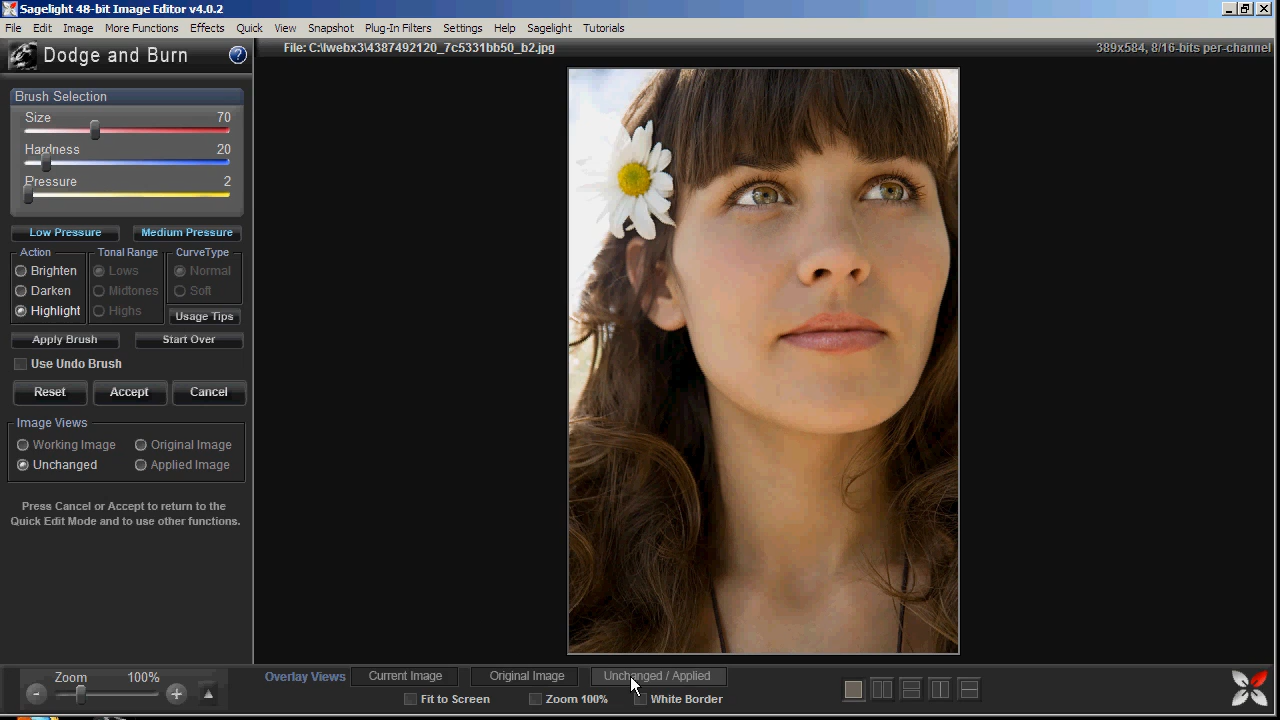 Sagelight 48-bit Image Editor v4.0.2
File Edit Image More Functions Effects Quick View Snapshot Plug-In Filters Settings Help Sagelight Tutorials
Dodge and Burn ?
File: C:\lwebx3\4387492120_7c5331bb50_b2.jpg
389x584, 8/16-bits per-channel
Brush Selection
Size 70
Hardness 20
Pressure 2
Low Pressure Medium Pressure
Action Tonal Range CurveType
Brighten Lows Normal
Darken Midtones Soft
Highlight Highs Usage Tips
Apply Brush Start Over
Use Undo Brush
Reset Accept Cancel
Image Views
Working Image Original Image
Unchanged Applied Image
Press Cancel or Accept to return to the
Quick Edit Mode and to use other functions.
Zoom 100%
Overlay Views Current Image Original Image Unchanged / Applied
Fit to Screen Zoom 100% White Border